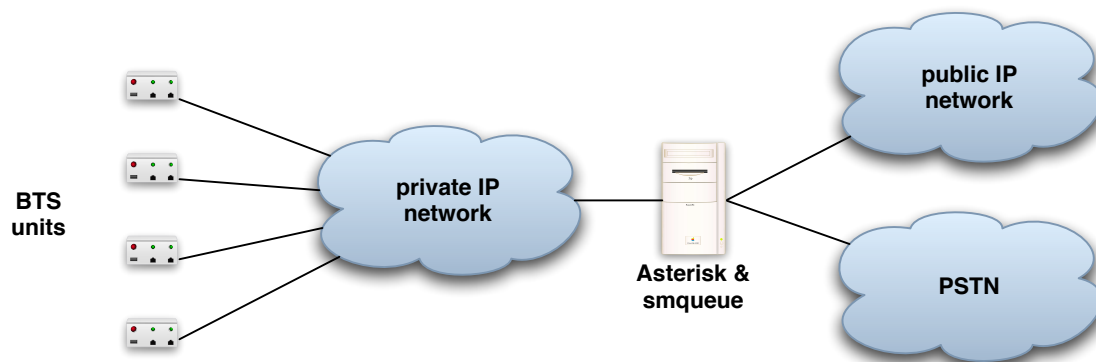 BTS
units
private IP
network
Asterisk &
smqueue
public IP
network
PSTN